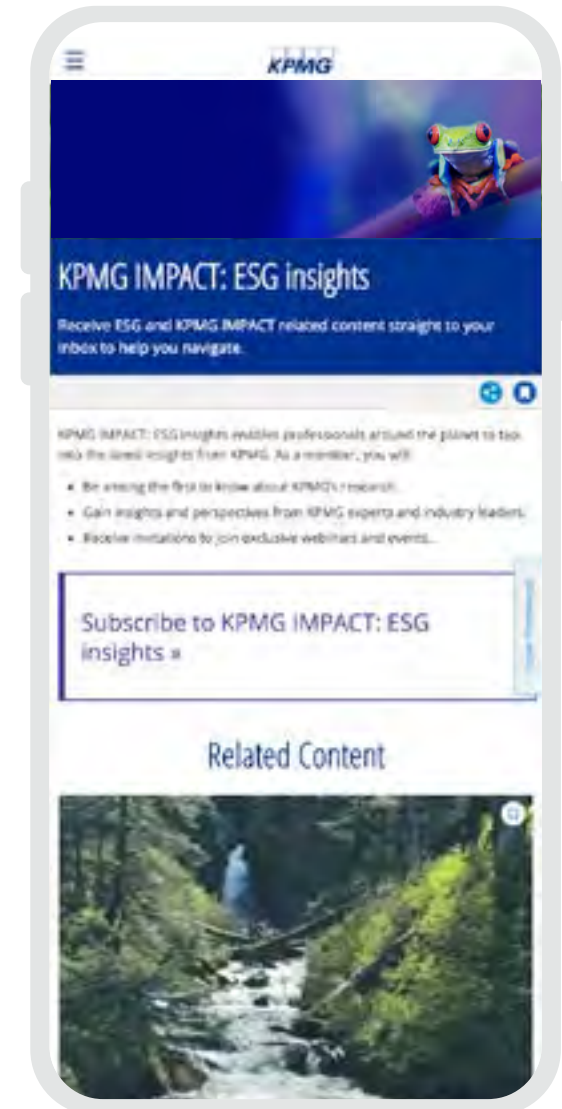 KPMG
KPMG IMPACT: ESG insights
Receive ESG and KPMG IMPACT related content straight to your
inbox to help you navigate.
KPMG IMPACT: ESG insights enables professionals around the planet to tap
into the latest insights from KPMG. As a member, you will:
• Be among the first to know about KPMG's research.
• Gain insights and perspectives from KPMG experts and industry leaders.
• Receive invitations to join exclusive webinars and events.
Subscribe to KPMG IMPACT: ESG
insights »
Related Content